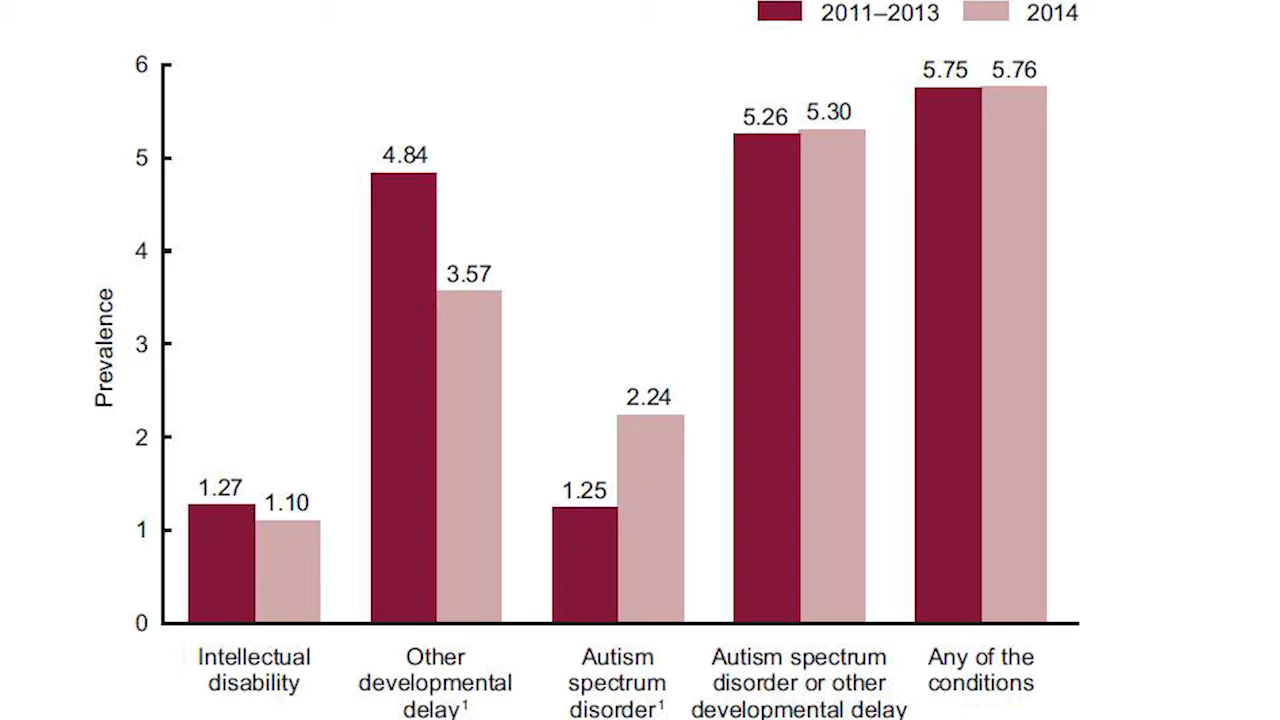 2011–2013 2014
6
5.75 5.76
5.26 5.30
5
4.84
4
3.57
Prevalence
3
2.24
2
1.27 1.10
1.25
1
0
Intellectual disability
Other developmental delay¹
Autism spectrum disorder¹
Autism spectrum disorder or other developmental delay
Any of the conditions